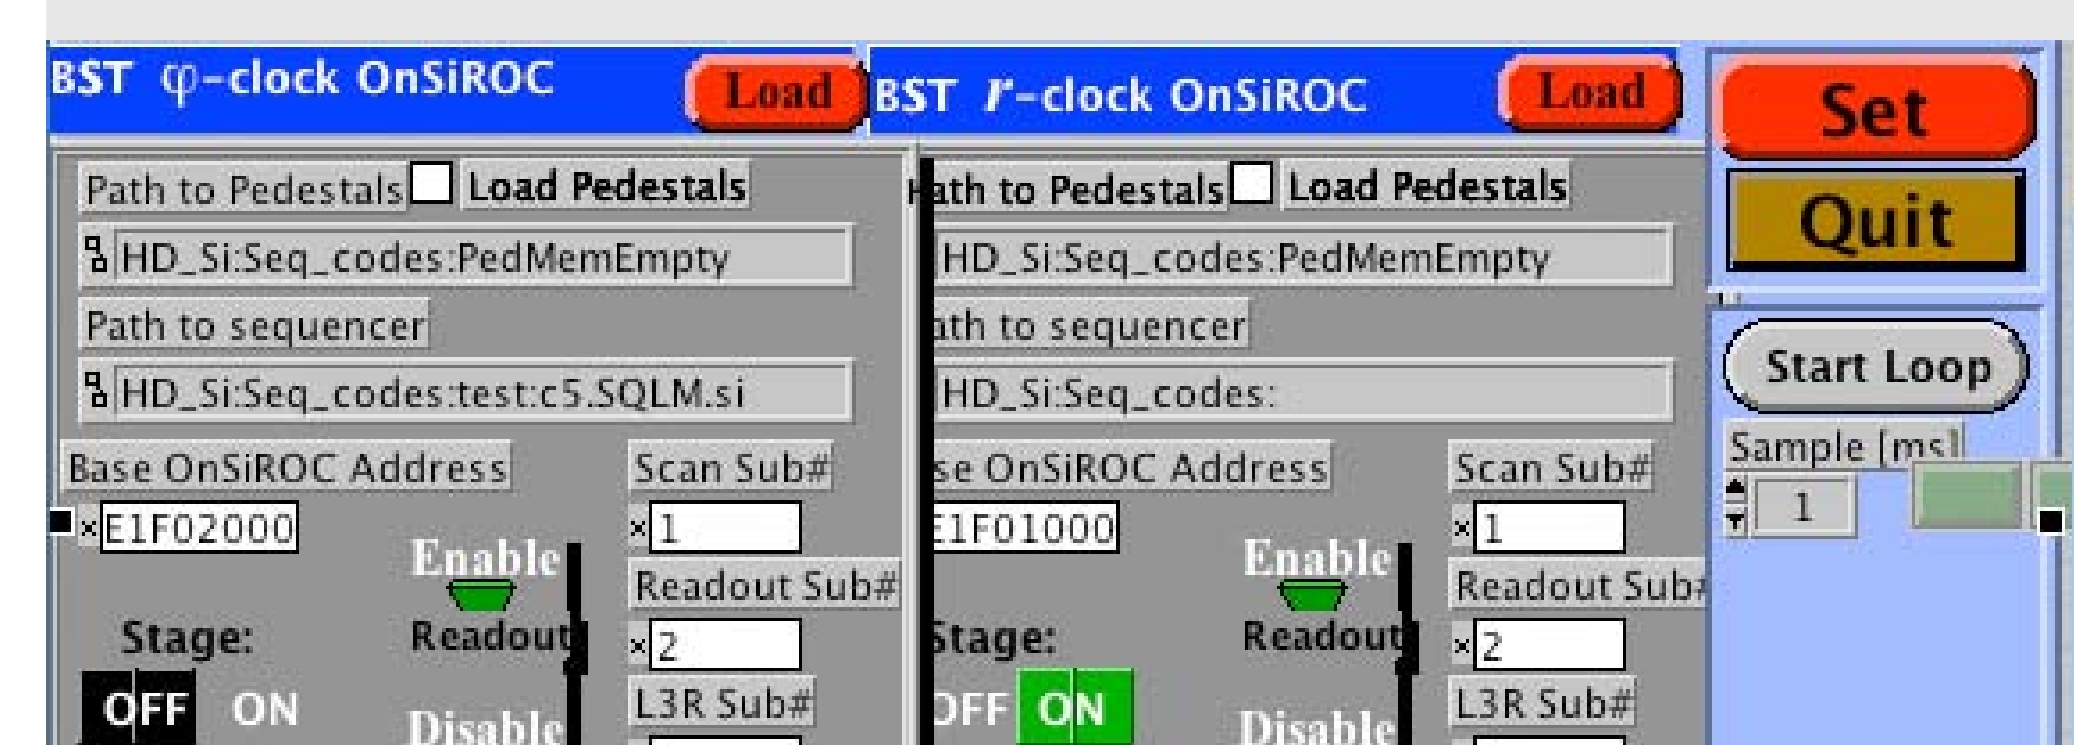 BST φ-clock OnSiROC Load
Path to Pedestals Load Pedestals
HD_Si:Seq_codes:PedMemEmpty
Path to sequencer
HD_Si:Seq_codes:test:c5.SQLM.si
Base OnSiROC Address
×E1F02000
Scan Sub#
×1
Enable
Readout
Readout Sub#
×2
Stage:
OFF ON
Disable
L3R Sub#
BST r-clock OnSiROC Load
Path to Pedestals Load Pedestals
HD_Si:Seq_codes:PedMemEmpty
ath to sequencer
HD_Si:Seq_codes:
se OnSiROC Address
E1F01000
Scan Sub#
×1
Enable
Readout
Readout Sub#
×2
Stage:
OFF ON
Disable
L3R Sub#
Set
Quit
Start Loop
Sample [ms]
1